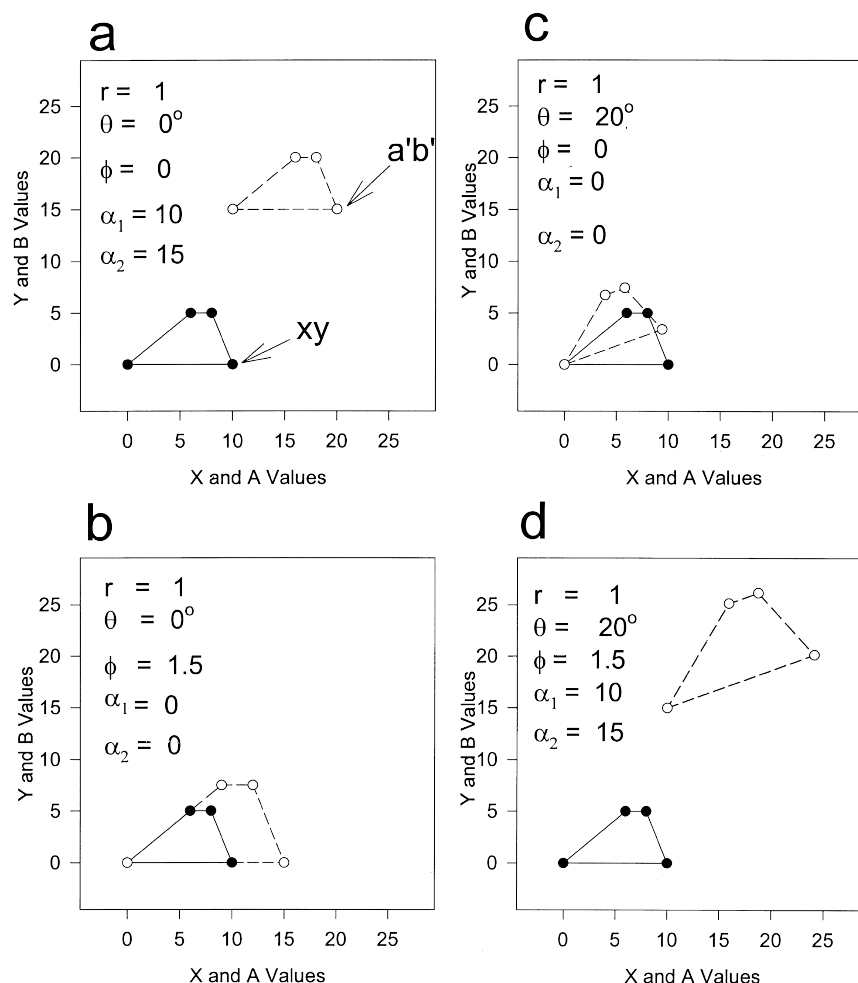 a
r = 1
θ = 0°
ϕ = 0
α₁ = 10
α₂ = 15
a'b'
xy
25
20
15
10
5
0
Y and B Values
0 5 10 15 20 25
X and A Values
c
r = 1
θ = 20°
ϕ = 0
α₁ = 0
α₂ = 0
25
20
15
10
5
0
Y and B Values
0 5 10 15 20 25
X and A Values
b
r = 1
θ = 0°
ϕ = 1.5
α₁ = 0
α₂ = 0
25
20
15
10
5
0
Y and B Values
0 5 10 15 20 25
X and A Values
d
r = 1
θ = 20°
ϕ = 1.5
α₁ = 10
α₂ = 15
25
20
15
10
5
0
Y and B Values
0 5 10 15 20 25
X and A Values